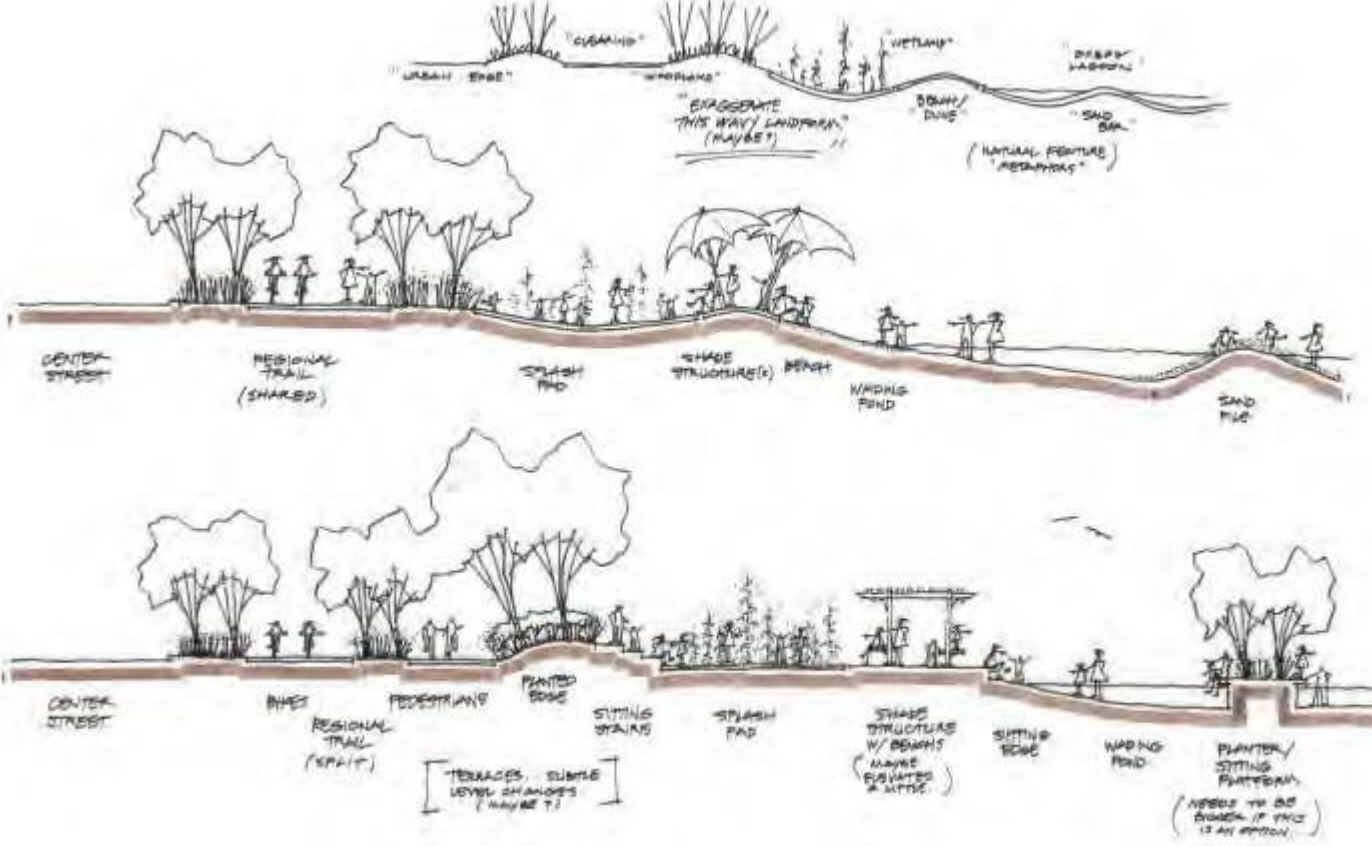 "CLEARING"
"WETLAND"
"URBAN EDGE"
"WOODLAND"
LAGOON"
"EXAGGERATE
THIS WAVY LANDFORM"
(MAYBE?)
BERM/
DUNE"
"SAND
BAR"
(NATURAL FEATURE
"METAPHORS")
CENTER
STREET
REGIONAL
TRAIL
(SHARED)
SPLASH
PAD
SHADE
STRUCTURE(S)
BEACH
WADING
POND
SAND
PILE
CENTER
STREET
BIKES
REGIONAL
TRAIL
(SPLIT)
PEDESTRIANS
PLANTED
EDGE
SITTING
STAIRS
SPLASH
PAD
SHADE
STRUCTURE
W/ BENCHS
(MAYBE
ELEVATED
A LITTLE)
SITTING
EDGE
WADING
POND
PLANTER/
SITTING
PLATFORM
(NEEDS TO BE
BIGGER IF THIS
IS AN OPTION)
[TERRACES.. SUBTLE
LEVEL CHANGES
(MAYBE?)]